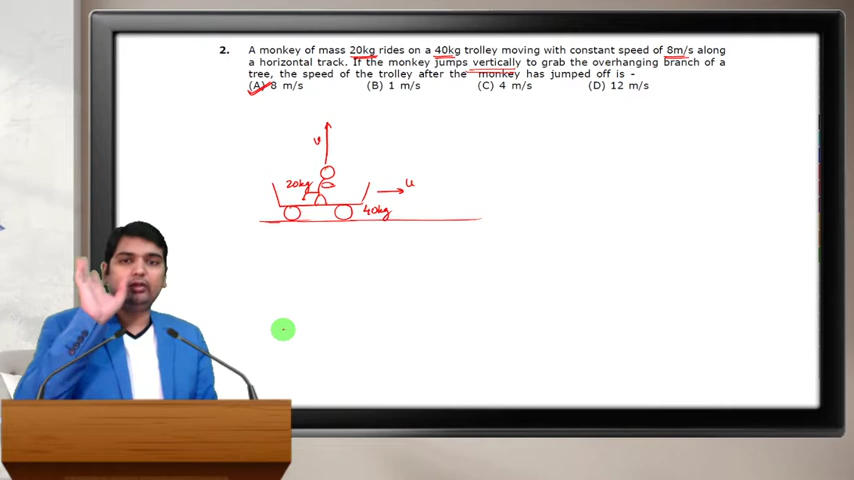 2. A monkey of mass 20kg rides on a 40kg trolley moving with constant speed of 8m/s along
a horizontal track. If the monkey jumps vertically to grab the overhanging branch of a
tree, the speed of the trolley after the monkey has jumped off is -
(A) 8 m/s (B) 1 m/s (C) 4 m/s (D) 12 m/s
v
20kg
u
40kg